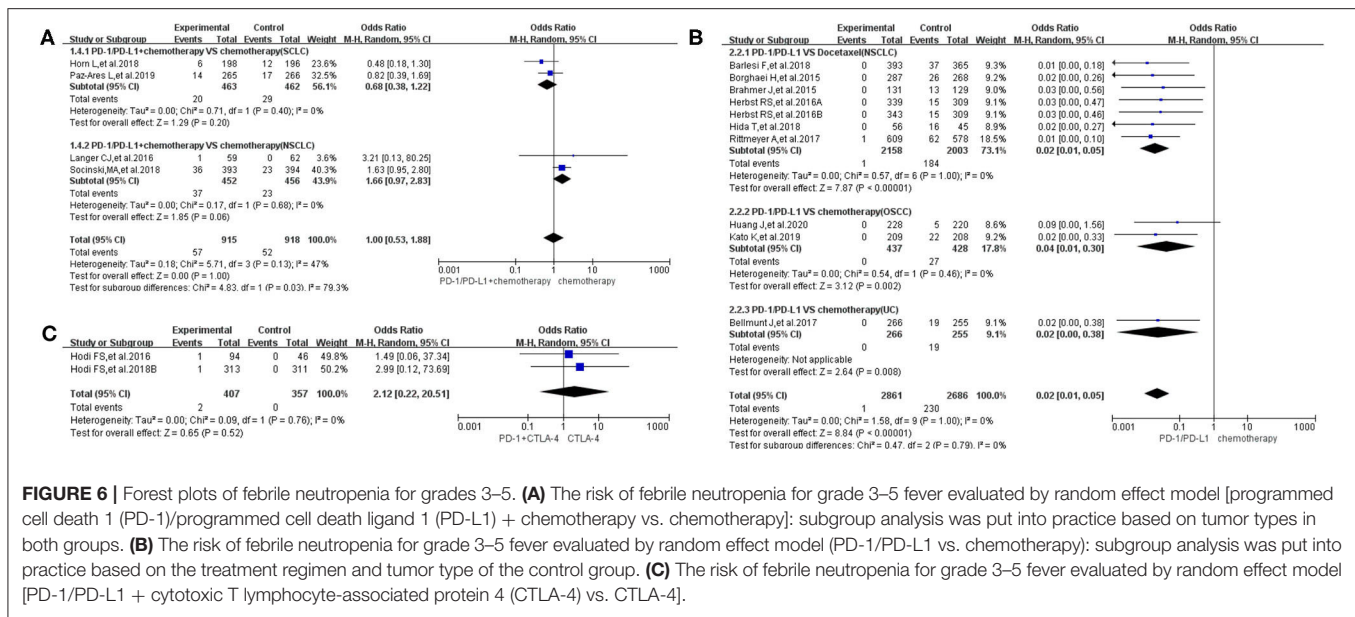 A
Experimental Control Odds Ratio Odds Ratio
Study or Subgroup Events Total Events Total Weight M-H, Random, 95% CI M-H, Random, 95% CI
1.4.1 PD-1/PD-L1+chemotherapy VS chemotherapy(SCLC)
Horn L,et.al.2018 6 198 12 196 23.6% 0.48 [0.18, 1.30]
Paz-Ares L,et.al.2019 14 265 17 266 32.5% 0.82 [0.39, 1.69]
Subtotal (95% CI) 463 462 56.1% 0.68 [0.38, 1.22]
Total events 20 29
Heterogeneity: Tau² = 0.00; Chi² = 0.71, df = 1 (P = 0.40); I² = 0%
Test for overall effect: Z = 1.29 (P = 0.20)
1.4.2 PD-1/PD-L1+chemotherapy VS chemotherapy(NSCLC)
Langer CJ,et.al.2016 1 59 0 62 3.6% 3.21 [0.13, 80.25]
Socinski,MA,et.al.2018 36 393 23 394 40.3% 1.63 [0.95, 2.80]
Subtotal (95% CI) 452 456 43.9% 1.66 [0.97, 2.83]
Total events 37 23
Heterogeneity: Tau² = 0.00; Chi² = 0.17, df = 1 (P = 0.68); I² = 0%
Test for overall effect: Z = 1.85 (P = 0.06)
Total (95% CI) 915 918 100.0% 1.00 [0.53, 1.88]
Total events 57 52
Heterogeneity: Tau² = 0.18; Chi² = 5.71, df = 3 (P = 0.13); I² = 47%
Test for overall effect: Z = 0.00 (P = 1.00)
Test for subgroup differences: Chi² = 4.83, df = 1 (P = 0.03), I² = 79.3%
0.001 0.1 1 10 1000
PD-1/PD-L1+chemotherapy chemotherapy
C
Experimental Control Odds Ratio Odds Ratio
Study or Subgroup Events Total Events Total Weight M-H, Random, 95% CI M-H, Random, 95% CI
Hodi FS,et.al.2016 1 94 0 46 49.8% 1.49 [0.06, 37.34]
Hodi FS,et.al.2018B 1 313 0 311 50.2% 2.99 [0.12, 73.69]
Total (95% CI) 407 357 100.0% 2.12 [0.22, 20.51]
Total events 2 0
Heterogeneity: Tau² = 0.00; Chi² = 0.09, df = 1 (P = 0.76); I² = 0%
Test for overall effect: Z = 0.65 (P = 0.52)
0.001 0.1 1 10 1000
PD-1+CTLA-4 CTLA-4
B
Experimental Control Odds Ratio Odds Ratio
Study or Subgroup Events Total Events Total Weight M-H, Random, 95% CI M-H, Random, 95% CI
2.2.1 PD-1/PD-L1 VS Docetaxel(NSCLC)
Barlesi F,et.al.2018 0 393 37 365 9.3% 0.01 [0.00, 0.18]
Borghaei H,et.al.2015 0 287 26 268 9.2% 0.02 [0.00, 0.26]
Brahmer J,et.al.2015 0 131 13 129 9.0% 0.03 [0.00, 0.56]
Herbst RS,et.al.2016A 0 339 15 309 9.1% 0.03 [0.00, 0.47]
Herbst RS,et.al.2016B 0 343 15 309 9.1% 0.03 [0.00, 0.46]
Hida T,et.al.2018 0 56 16 45 8.9% 0.02 [0.00, 0.27]
Rittmeyer A,et.al.2017 1 609 62 578 18.5% 0.01 [0.00, 0.10]
Subtotal (95% CI) 2158 2003 73.1% 0.02 [0.01, 0.05]
Total events 1 184
Heterogeneity: Tau² = 0.00; Chi² = 0.57, df = 6 (P = 1.00); I² = 0%
Test for overall effect: Z = 7.87 (P < 0.00001)
2.2.2 PD-1/PD-L1 VS chemotherapy(OSCC)
Huang J,et.al.2020 0 228 5 220 8.6% 0.09 [0.00, 1.56]
Kato K,et.al.2019 0 209 22 208 9.2% 0.02 [0.00, 0.33]
Subtotal (95% CI) 437 428 17.8% 0.04 [0.01, 0.30]
Total events 0 27
Heterogeneity: Tau² = 0.00; Chi² = 0.54, df = 1 (P = 0.46); I² = 0%
Test for overall effect: Z = 3.12 (P = 0.002)
2.2.3 PD-1/PD-L1 VS chemotherapy(UC)
Bellmunt J,et.al.2017 0 266 19 255 9.1% 0.02 [0.00, 0.38]
Subtotal (95% CI) 266 255 9.1% 0.02 [0.00, 0.38]
Total events 0 19
Heterogeneity: Not applicable
Test for overall effect: Z = 2.64 (P = 0.008)
Total (95% CI) 2861 2686 100.0% 0.02 [0.01, 0.05]
Total events 1 230
Heterogeneity: Tau² = 0.00; Chi² = 1.58, df = 9 (P = 1.00); I² = 0%
Test for overall effect: Z = 8.84 (P < 0.00001)
Test for subgroup differences: Chi² = 0.47, df = 2 (P = 0.79), I² = 0%
0.001 0.1 1 10 1000
PD-1/PD-L1 chemotherapy
FIGURE 6 | Forest plots of febrile neutropenia for grades 3–5. (A) The risk of febrile neutropenia for grade 3–5 fever evaluated by random effect model [programmed
cell death 1 (PD-1)/programmed cell death ligand 1 (PD-L1) + chemotherapy vs. chemotherapy]: subgroup analysis was put into practice based on tumor types in
both groups. (B) The risk of febrile neutropenia for grade 3–5 fever evaluated by random effect model (PD-1/PD-L1 vs. chemotherapy): subgroup analysis was put into
practice based on the treatment regimen and tumor type of the control group. (C) The risk of febrile neutropenia for grade 3–5 fever evaluated by random effect model
[PD-1/PD-L1 + cytotoxic T lymphocyte-associated protein 4 (CTLA-4) vs. CTLA-4].